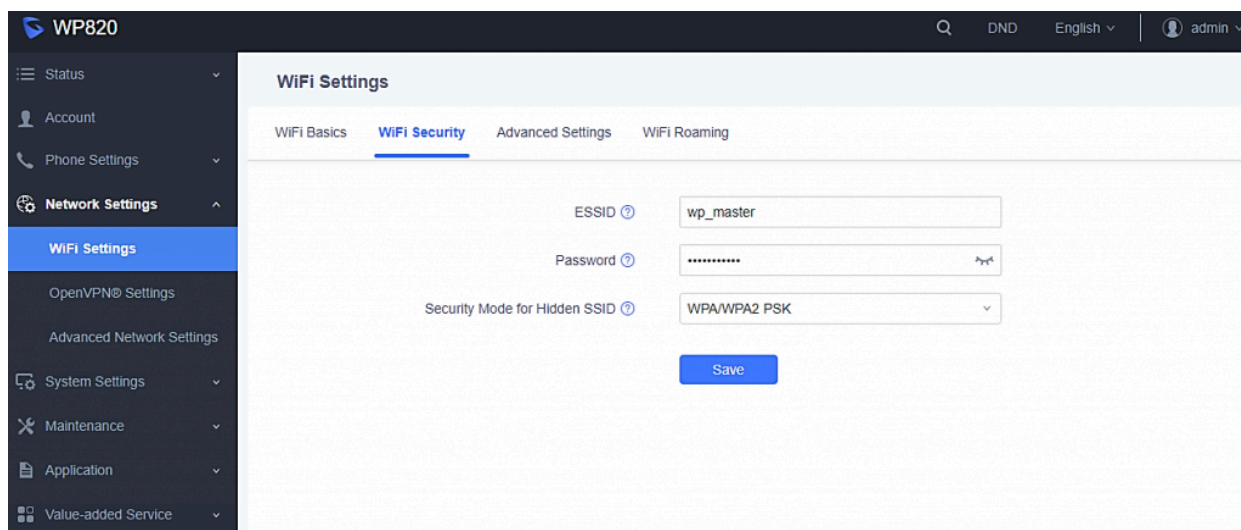 WP820
DND
English
admin
Status
Account
Phone Settings
Network Settings
WiFi Settings
OpenVPN® Settings
Advanced Network Settings
System Settings
Maintenance
Application
Value-added Service
WiFi Settings
WiFi Basics WiFi Security Advanced Settings WiFi Roaming
ESSID ? wp_master
Password ? •••••••••••
Security Mode for Hidden SSID ? WPA/WPA2 PSK
Save